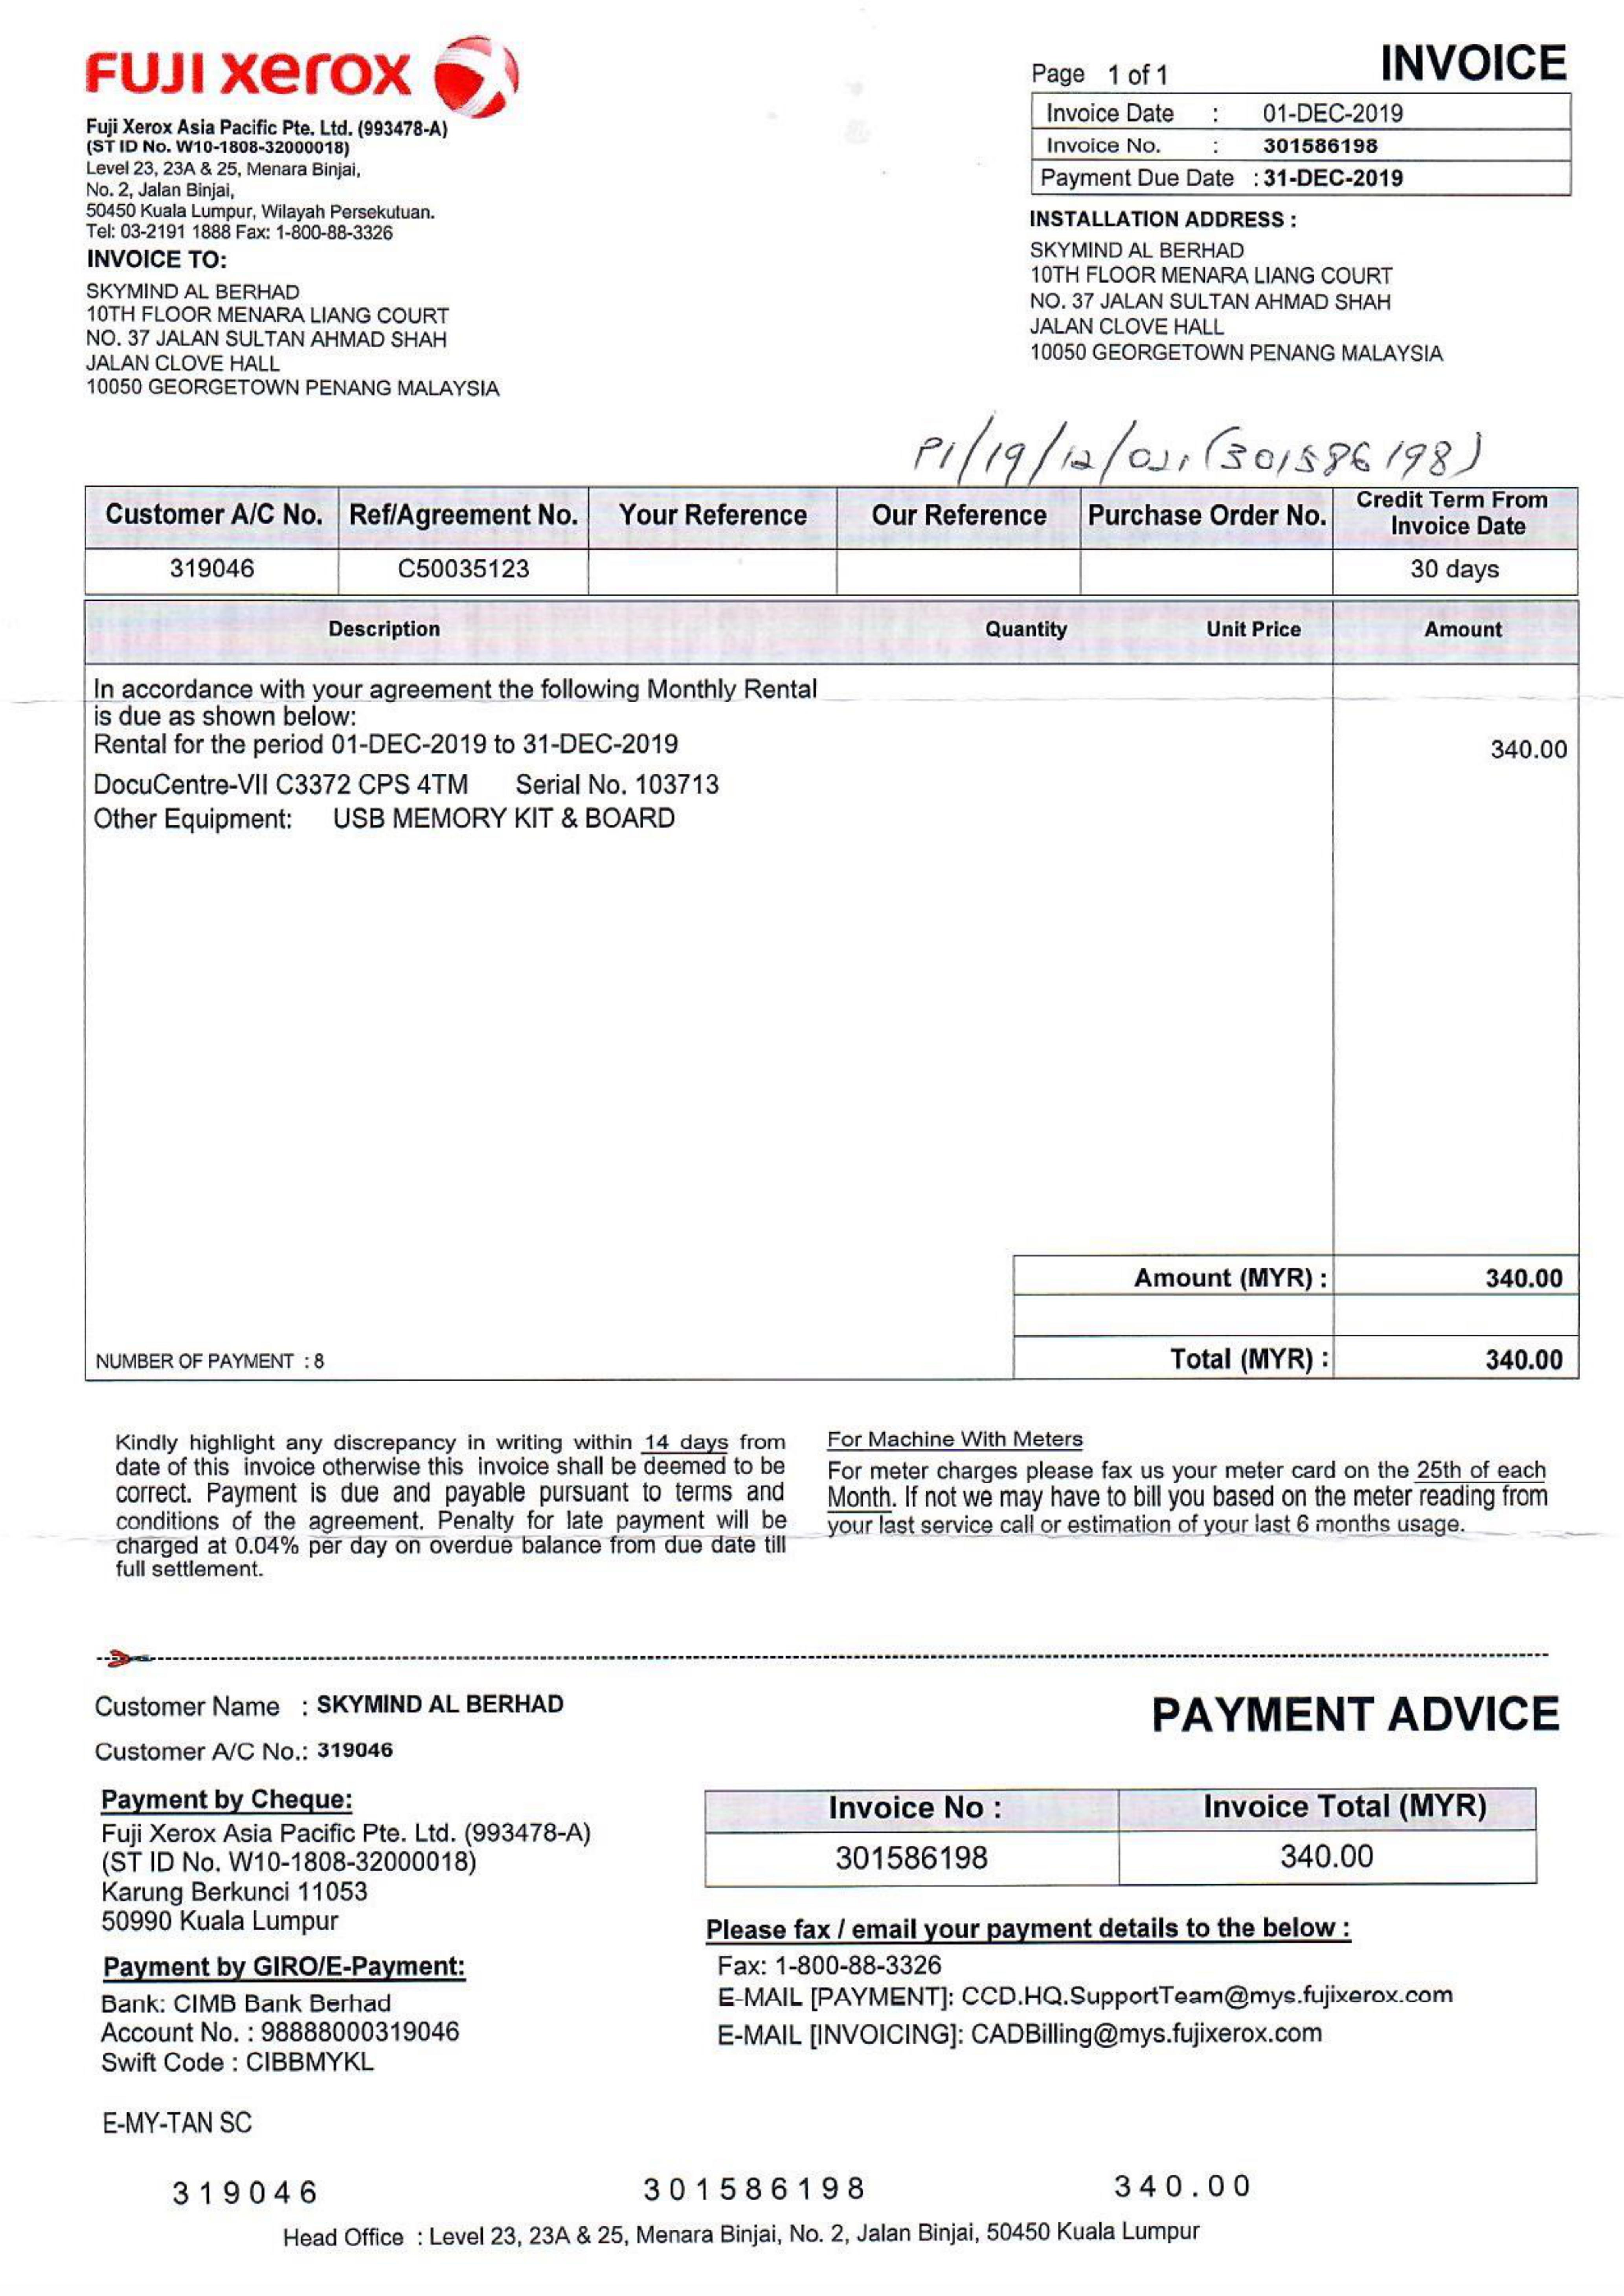 FUJI xerox
Fuji Xerox Asia Pacific Pte. Ltd. (993478-A)
(ST ID No. W10-1808-32000018)
Level 23, 23A & 25, Menara Binjai,
No. 2, Jalan Binjai,
50450 Kuala Lumpur, Wilayah Persekutuan.
Tel: 03-2191 1888 Fax: 1-800-88-3326
INVOICE TO:
SKYMIND AL BERHAD
10TH FLOOR MENARA LIANG COURT
NO. 37 JALAN SULTAN AHMAD SHAH
JALAN CLOVE HALL
10050 GEORGETOWN PENANG MALAYSIA
INVOICE
Page 1 of 1
Invoice Date : 01-DEC-2019
Invoice No. : 301586198
Payment Due Date : 31-DEC-2019
INSTALLATION ADDRESS :
SKYMIND AL BERHAD
10TH FLOOR MENARA LIANG COURT
NO. 37 JALAN SULTAN AHMAD SHAH
JALAN CLOVE HALL
10050 GEORGETOWN PENANG MALAYSIA
(301586198)
Customer A/C No. Ref/Agreement No. Your Reference Our Reference Purchase Order No. Credit Term From Invoice Date
319046 C50035123 30 days
Description Quantity Unit Price Amount
In accordance with your agreement the following Monthly Rental
is due as shown below:
Rental for the period 01-DEC-2019 to 31-DEC-2019 340.00
DocuCentre-VII C3372 CPS 4TM Serial No. 103713
Other Equipment: USB MEMORY KIT & BOARD
Amount (MYR) : 340.00
NUMBER OF PAYMENT : 8 Total (MYR) : 340.00
Kindly highlight any discrepancy in writing within 14 days from
date of this invoice otherwise this invoice shall be deemed to be
correct. Payment is due and payable pursuant to terms and
conditions of the agreement. Penalty for late payment will be
charged at 0.04% per day on overdue balance from due date till
full settlement.
For Machine With Meters
For meter charges please fax us your meter card on the 25th of each
Month. If not we may have to bill you based on the meter reading from
your last service call or estimation of your last 6 months usage.
Customer Name : SKYMIND AL BERHAD
Customer A/C No.: 319046
PAYMENT ADVICE
Payment by Cheque:
Fuji Xerox Asia Pacific Pte. Ltd. (993478-A)
(ST ID No. W10-1808-32000018)
Karung Berkunci 11053
50990 Kuala Lumpur
Payment by GIRO/E-Payment:
Bank: CIMB Bank Berhad
Account No. : 98888000319046
Swift Code : CIBBMYKL
E-MY-TAN SC
Invoice No : Invoice Total (MYR)
301586198 340.00
Please fax / email your payment details to the below :
Fax: 1-800-88-3326
E-MAIL [PAYMENT]: CCD.HQ.SupportTeam@mys.fujixerox.com
E-MAIL [INVOICING]: CADBilling@mys.fujixerox.com
319046 301586198 340.00
Head Office : Level 23, 23A & 25, Menara Binjai, No. 2, Jalan Binjai, 50450 Kuala Lumpur